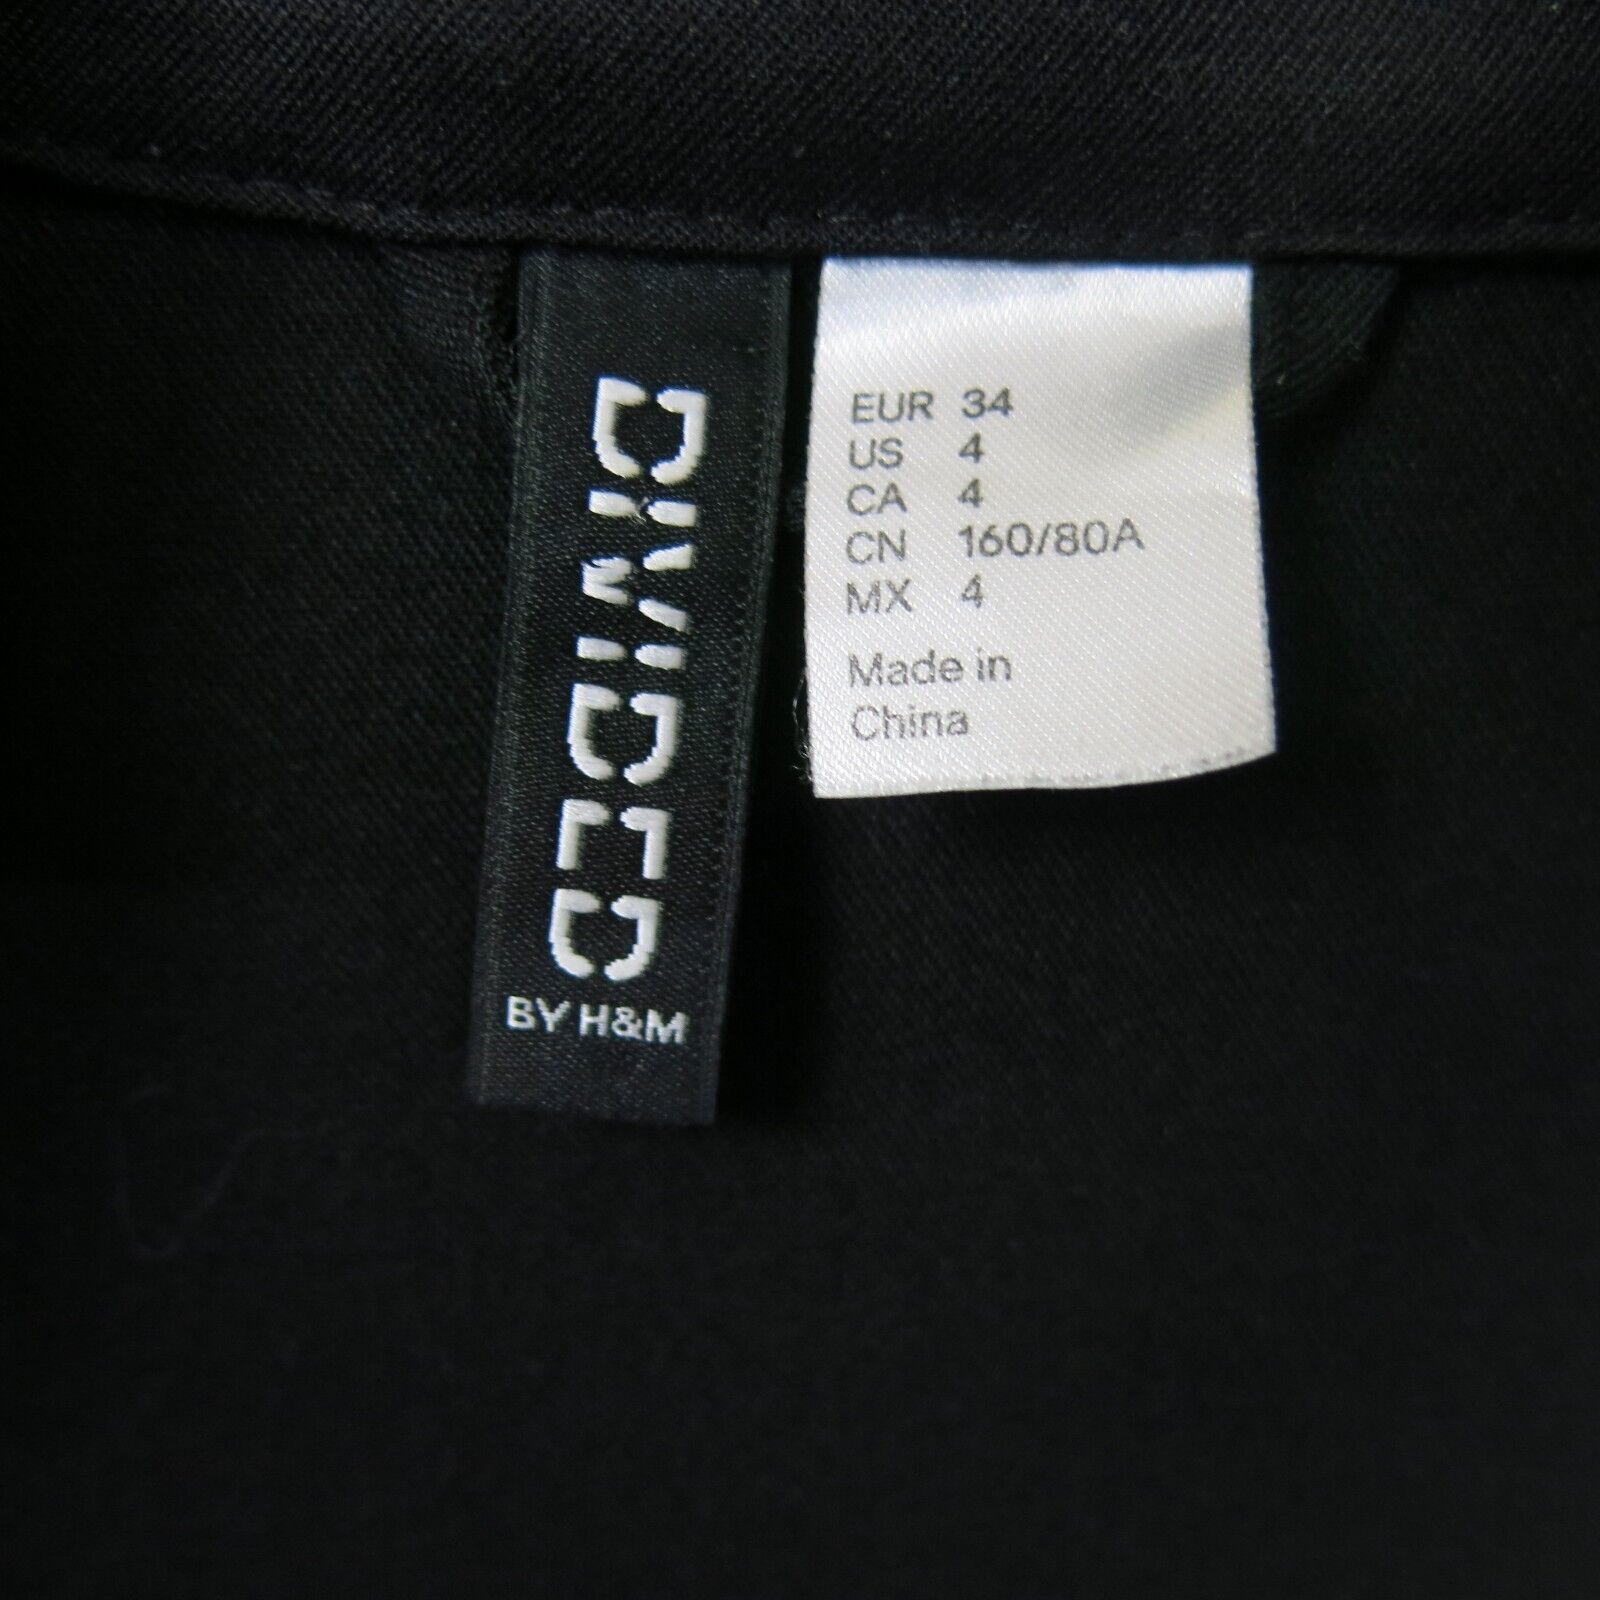 DIVIDED
BY H&M
EUR 34
US 4
CA 4
CN 160/80A
MX 4
Made in
China